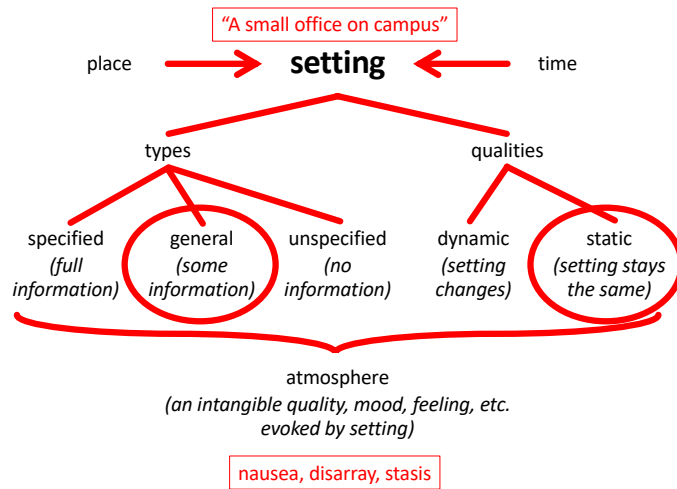 “A small office on campus”
place
setting
time
types
qualities
specified
(full
information)
general
(some
information)
unspecified
(no
information)
dynamic
(setting
changes)
static
(setting stays
the same)
atmosphere
(an intangible quality, mood, feeling, etc.
evoked by setting)
nausea, disarray, stasis